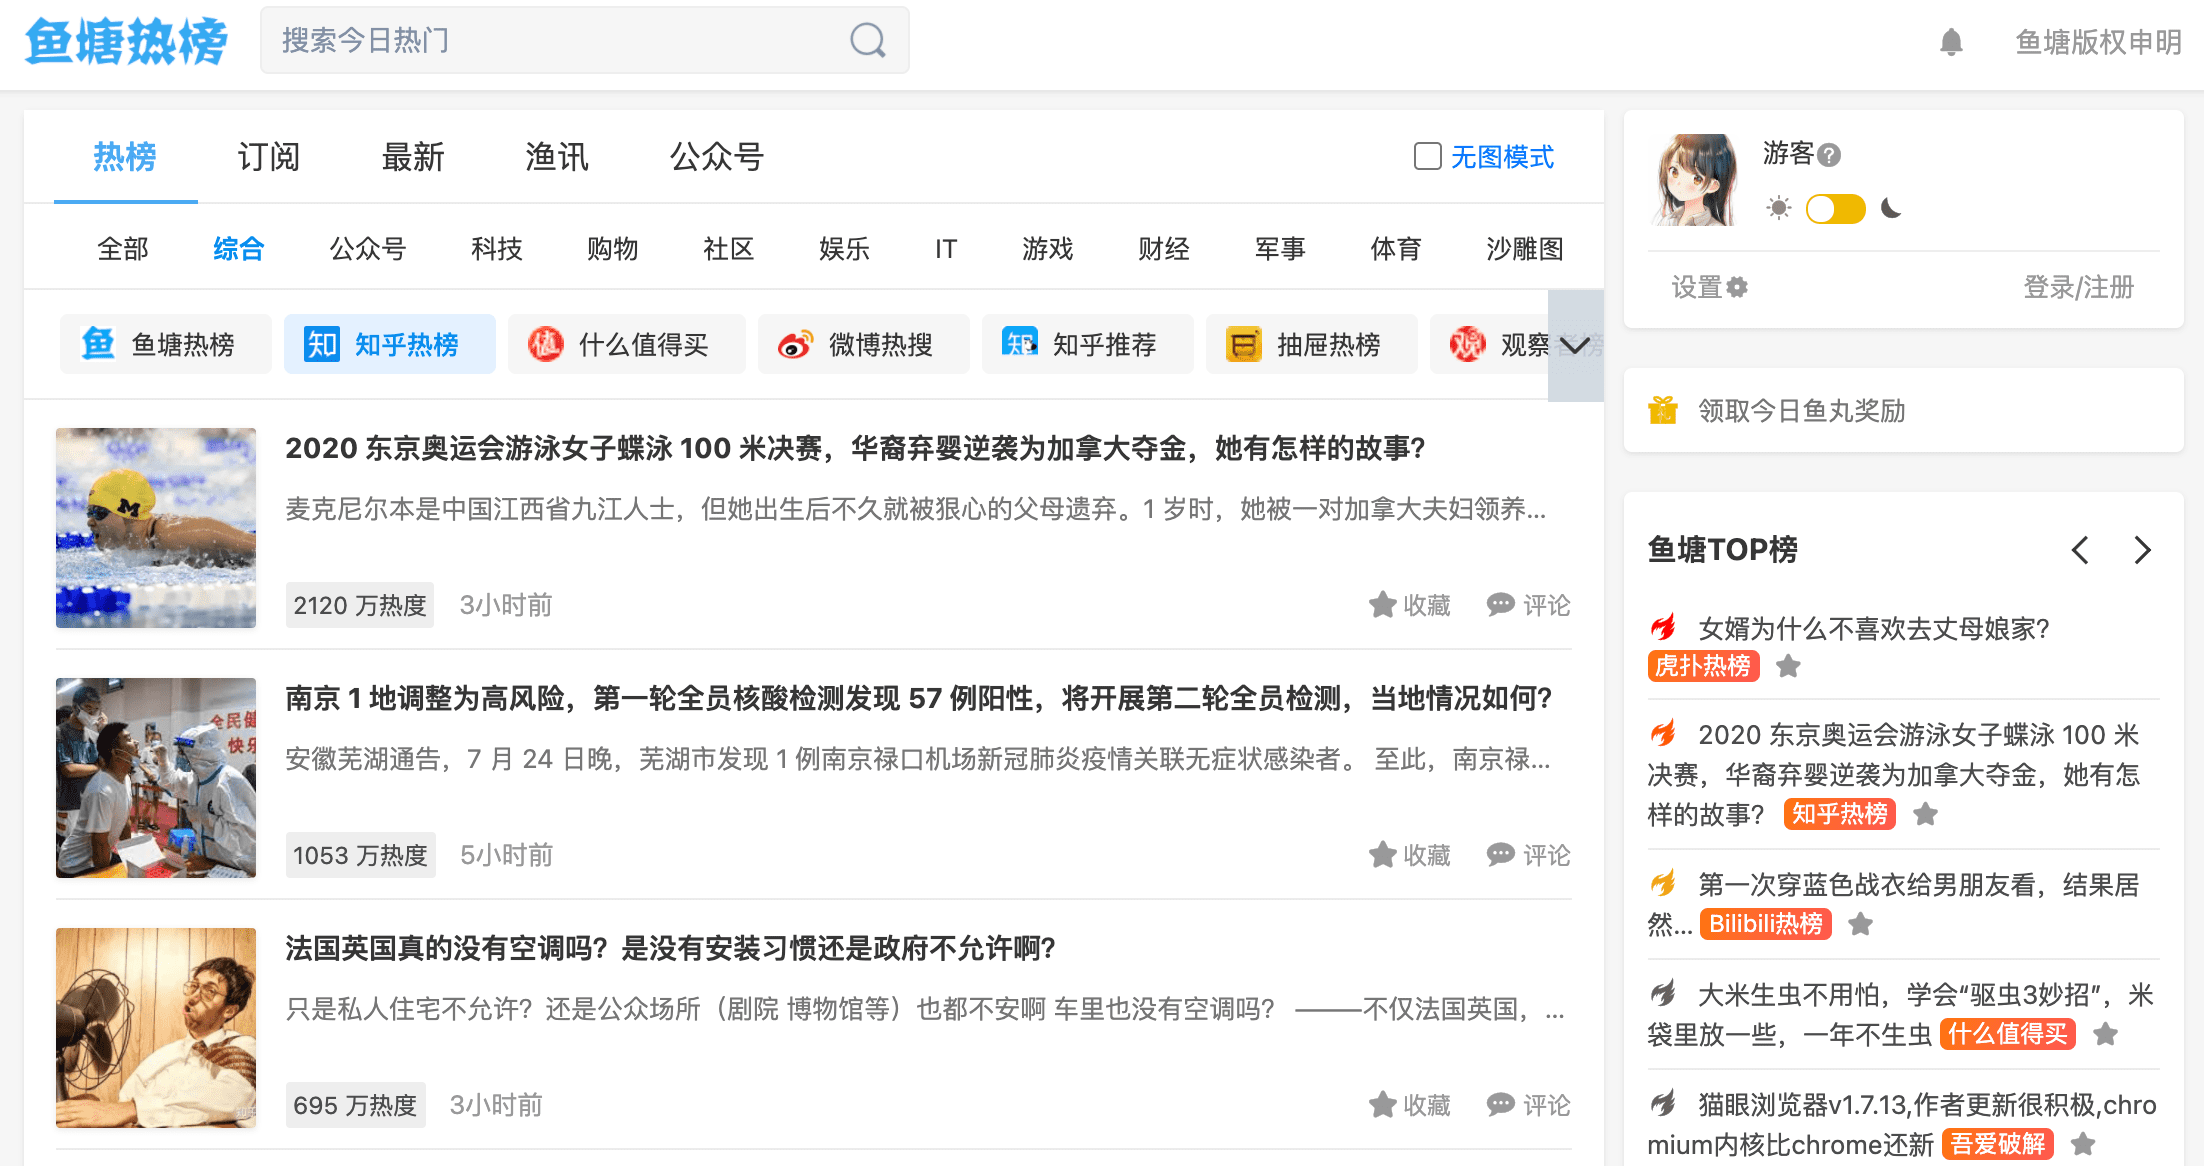 鱼塘热榜
搜索今日热门
鱼塘版权申明
热榜 订阅 最新 渔讯 公众号
无图模式
全部 综合 公众号 科技 购物 社区 娱乐 IT 游戏 财经 军事 体育 沙雕图
鱼 鱼塘热榜 知 知乎热榜 值 什么值得买 微博热搜 知 知乎推荐 抽屉热榜 观 观察者榜
2020 东京奥运会游泳女子蝶泳 100 米决赛，华裔弃婴逆袭为加拿大夺金，她有怎样的故事？
麦克尼尔本是中国江西省九江人士，但她出生后不久就被狠心的父母遗弃。1 岁时，她被一对加拿大夫妇领养...
2120 万热度 3小时前
收藏 评论
M
南京 1 地调整为高风险，第一轮全员核酸检测发现 57 例阳性，将开展第二轮全员检测，当地情况如何？
安徽芜湖通告，7 月 24 日晚，芜湖市发现 1 例南京禄口机场新冠肺炎疫情关联无症状感染者。 至此，南京禄...
1053 万热度 5小时前
收藏 评论
全民健
快乐
法国英国真的没有空调吗？是没有安装习惯还是政府不允许啊？
只是私人住宅不允许？还是公众场所（剧院 博物馆等）也都不安啊 车里也没有空调吗？ ———不仅法国英国，...
695 万热度 3小时前
收藏 评论
游客
设置
登录/注册
领取今日鱼丸奖励
鱼塘TOP榜
女婿为什么不喜欢去丈母娘家？
虎扑热榜
2020 东京奥运会游泳女子蝶泳 100 米
决赛，华裔弃婴逆袭为加拿大夺金，她有怎
样的故事？ 知乎热榜
第一次穿蓝色战衣给男朋友看，结果居
然... Bilibili热榜
大米生虫不用怕，学会“驱虫3妙招”，米
袋里放一些，一年不生虫 什么值得买
猫眼浏览器v1.7.13,作者更新很积极,chro
mium内核比chrome还新 吾爱破解